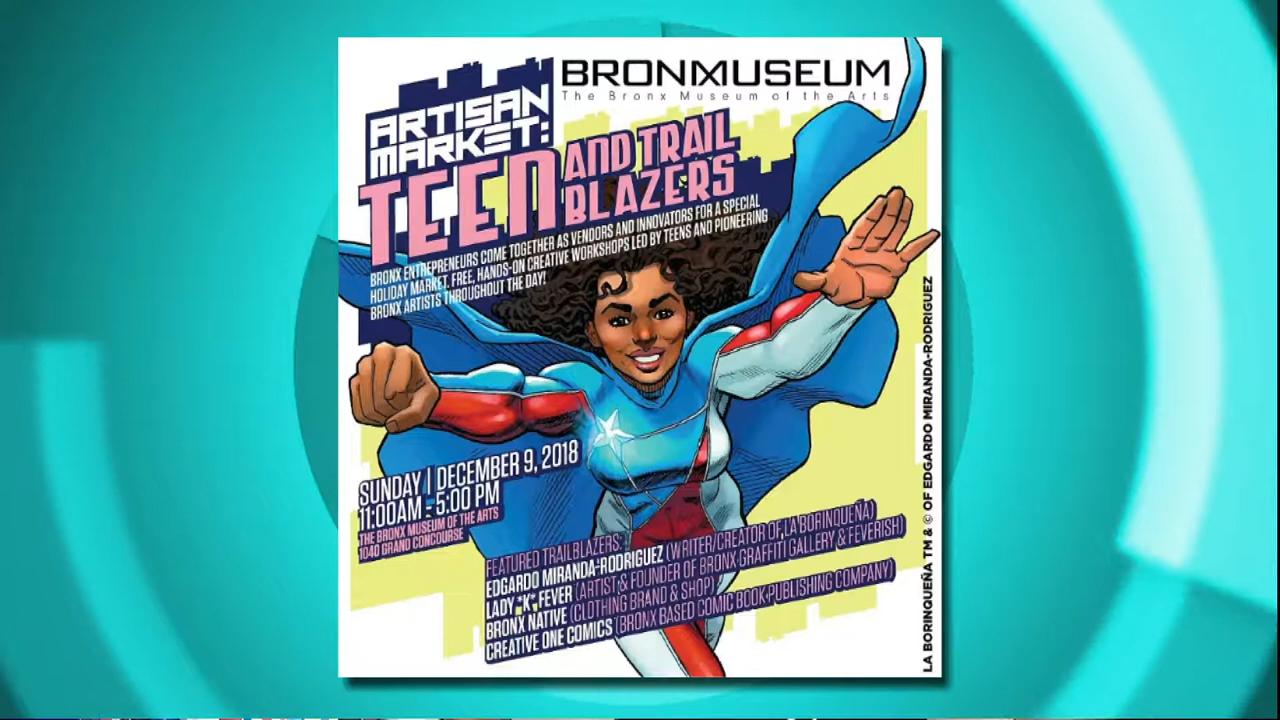 BRONXMUSEUM
The Bronx Museum of the Arts
ARTISAN
MARKET:
TEEN AND TRAIL
BLAZERS
BRONX ENTREPRENEURS COME TOGETHER AS VENDORS AND INNOVATORS FOR A SPECIAL
HOLIDAY MARKET. FREE, HANDS-ON CREATIVE WORKSHOPS LED BY TEENS AND PIONEERING
BRONX ARTISTS THROUGHOUT THE DAY!
SUNDAY | DECEMBER 9, 2018
11:00AM - 5:00 PM
THE BRONX MUSEUM OF THE ARTS
1040 GRAND CONCOURSE
FEATURED TRAILBLAZERS:
EDGARDO MIRANDA-RODRIGUEZ (WRITER/CREATOR OF LA BORINQUEÑA)
LADY *K* FEVER (ARTIST & FOUNDER OF BRONX GRAFFITI GALLERY & FEVERISH)
BRONX NATIVE (CLOTHING BRAND & SHOP)
CREATIVE ONE COMICS (BRONX BASED COMIC BOOK PUBLISHING COMPANY)
LA BORINQUEÑA TM & © OF EDGARDO MIRANDA-RODRIGUEZ